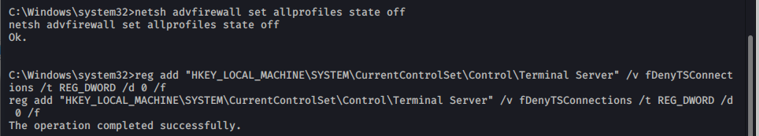 C:\Windows\system32>netsh advfirewall set allprofiles state off
netsh advfirewall set allprofiles state off
Ok.
C:\Windows\system32>reg add "HKEY_LOCAL_MACHINE\SYSTEM\CurrentControlSet\Control\Terminal Server" /v fDenyTSConnect
ions /t REG_DWORD /d 0 /f
reg add "HKEY_LOCAL_MACHINE\SYSTEM\CurrentControlSet\Control\Terminal Server" /v fDenyTSConnections /t REG_DWORD /d
 0 /f
The operation completed successfully.